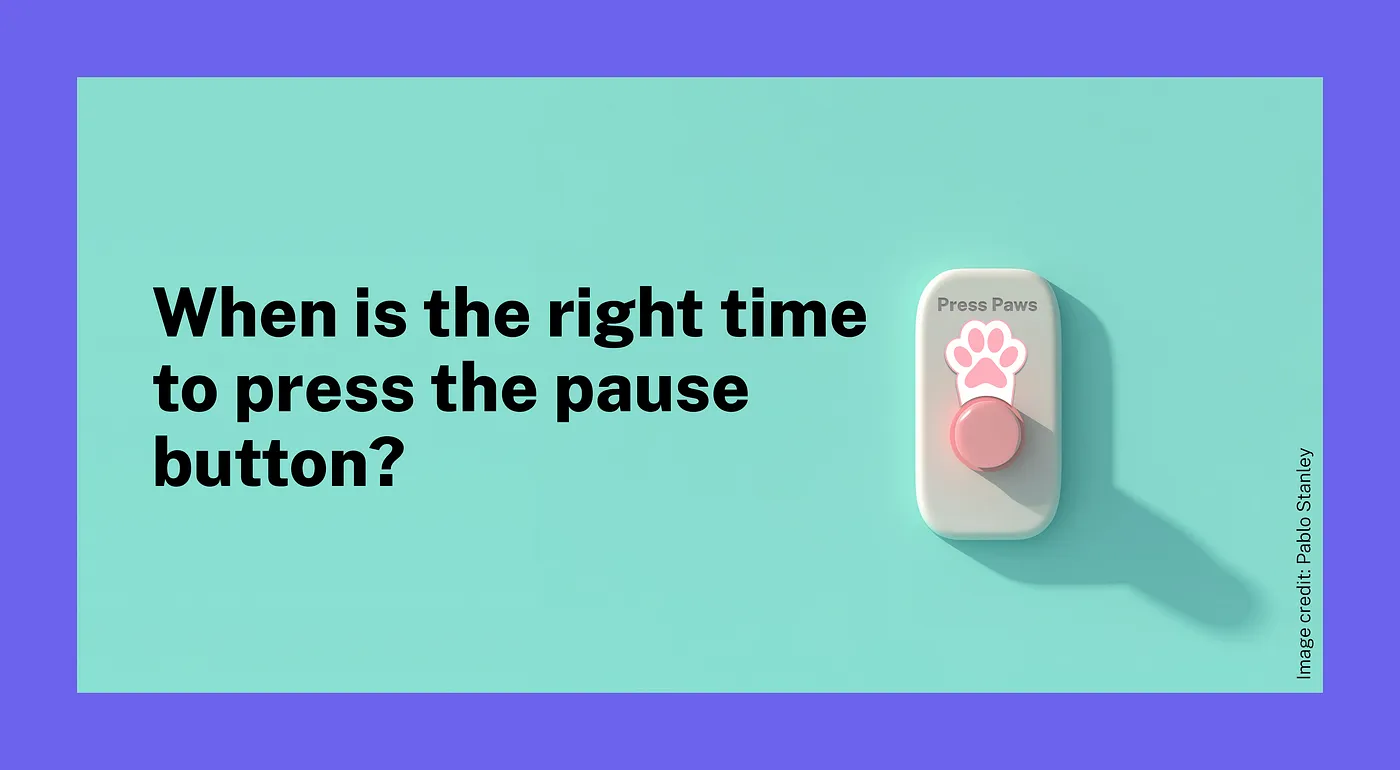 When is the right time
to press the pause
button?
Press Paws
Image credit: Pablo Stanley